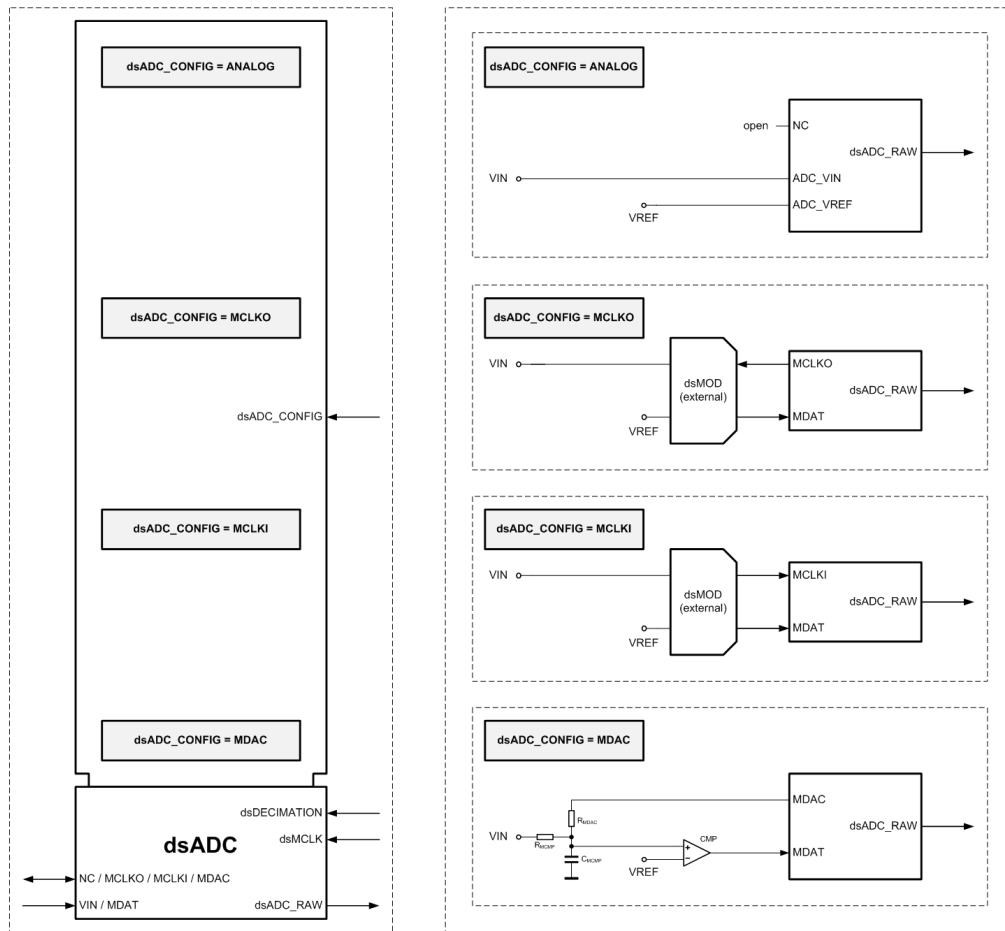 dsADC_CONFIG = ANALOG
dsADC_CONFIG = MCLKO
dsADC_CONFIG
dsADC_CONFIG = MCLKI
dsADC_CONFIG = MDAC
dsDECIMATION
dsMCLK
dsADC
NC / MCLKO / MCLKI / MDAC
VIN / MDAT
dsADC_RAW
dsADC_CONFIG = ANALOG
open
NC
dsADC_RAW
VIN
ADC_VIN
ADC_VREF
VREF
dsADC_CONFIG = MCLKO
VIN
dsMOD
(external)
MCLKO
dsADC_RAW
MDAT
VREF
dsADC_CONFIG = MCLKI
VIN
dsMOD
(external)
MCLKI
dsADC_RAW
MDAT
VREF
dsADC_CONFIG = MDAC
MDAC
RMDAC
dsADC_RAW
VIN
RMCMP
CMP
+
−
MDAT
CMCMP
VREF